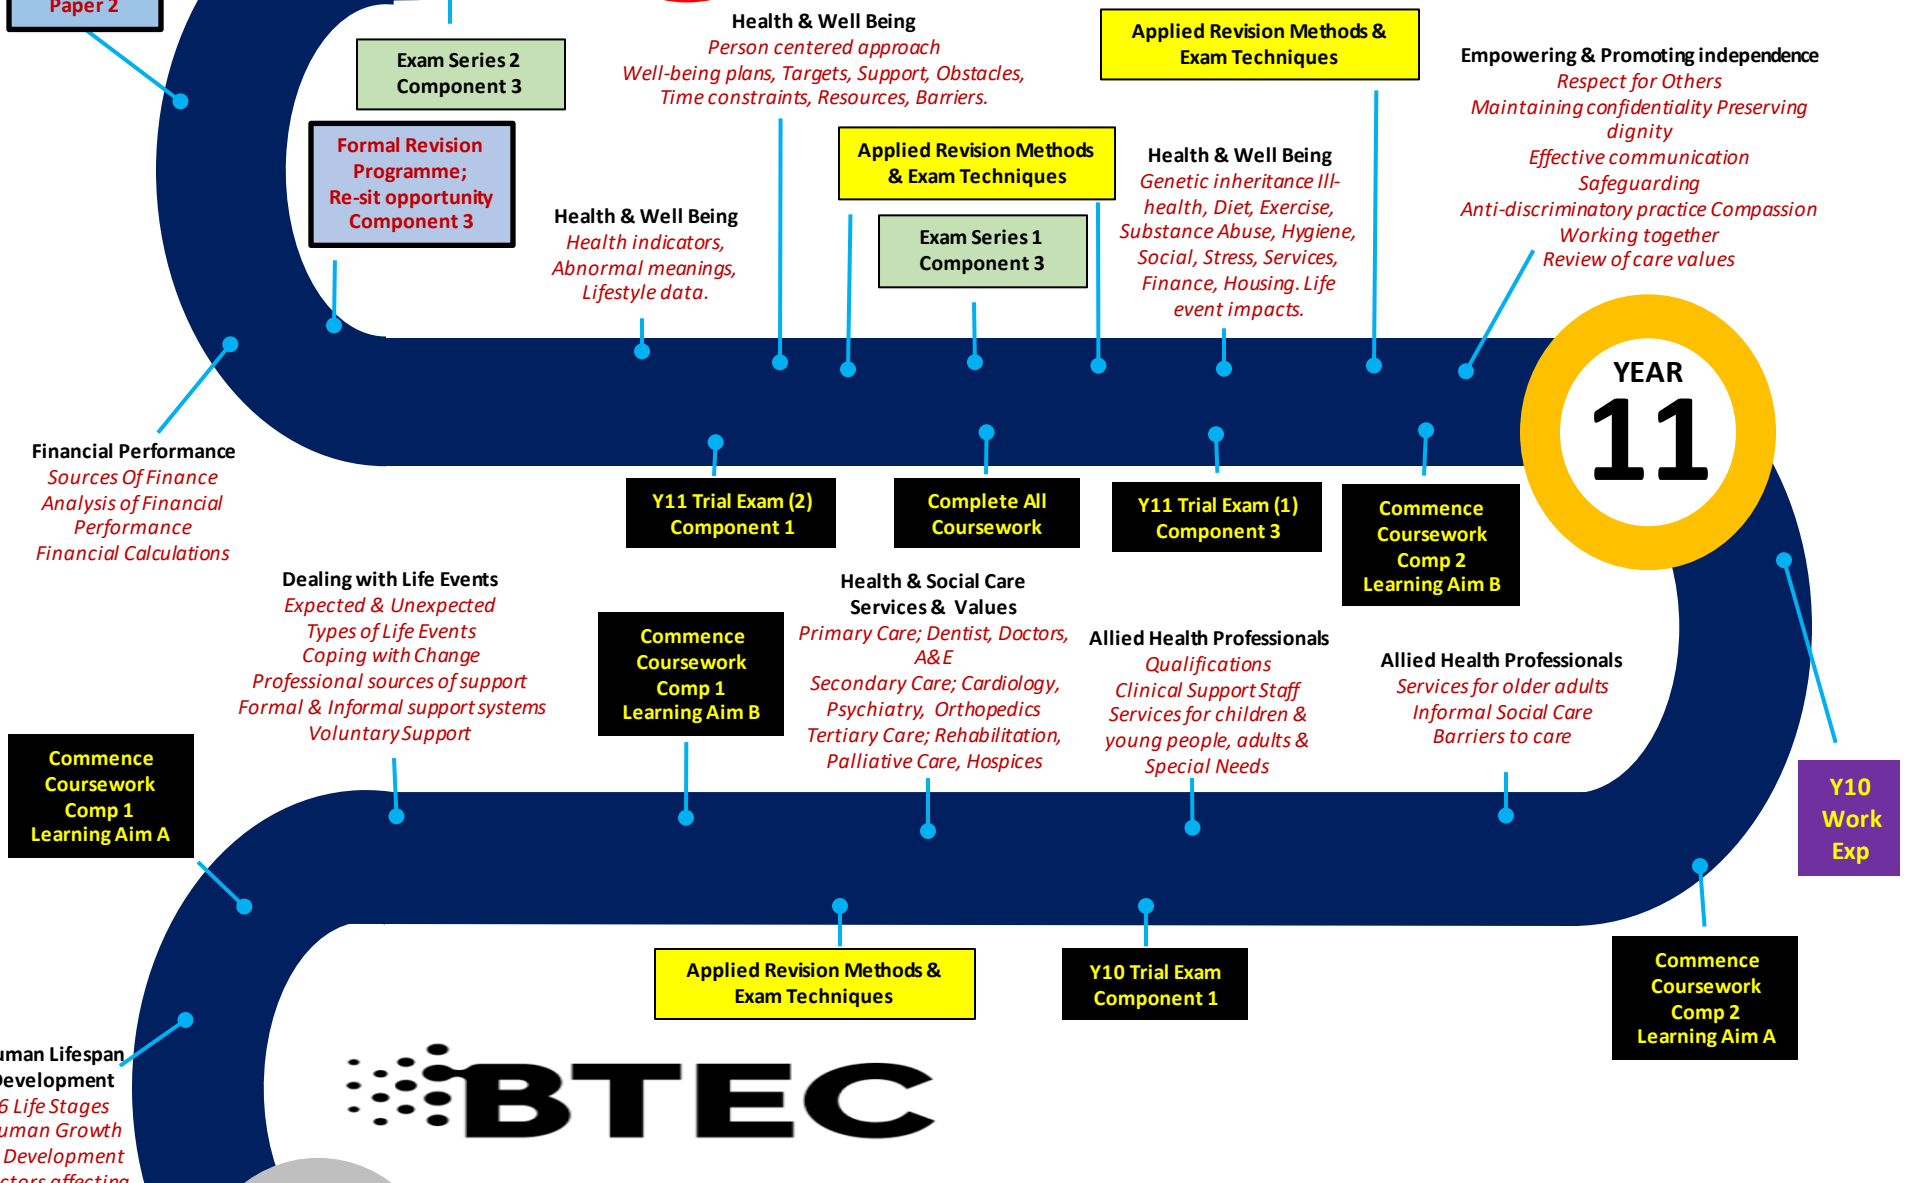 Paper 2
Exam Series 2
Component 3
Formal Revision
Programme;
Re-sit opportunity
Component 3
Health & Well Being
Person centered approach
Well-being plans, Targets, Support, Obstacles,
Time constraints, Resources, Barriers.
Applied Revision Methods &
Exam Techniques
Empowering & Promoting independence
Respect for Others
Maintaining confidentiality Preserving
dignity
Effective communication
Safeguarding
Anti-discriminatory practice Compassion
Working together
Review of care values
Applied Revision Methods
& Exam Techniques
Health & Well Being
Genetic inheritance Ill-
health, Diet, Exercise,
Substance Abuse, Hygiene,
Social, Stress, Services,
Finance, Housing. Life
event impacts.
Health & Well Being
Health indicators,
Abnormal meanings,
Lifestyle data.
Exam Series 1
Component 3
YEAR
11
Financial Performance
Sources Of Finance
Analysis of Financial
Performance
Financial Calculations
Y11 Trial Exam (2)
Component 1
Complete All
Coursework
Y11 Trial Exam (1)
Component 3
Commence
Coursework
Comp 2
Learning Aim B
Dealing with Life Events
Expected & Unexpected
Types of Life Events
Coping with Change
Professional sources of support
Formal & Informal support systems
Voluntary Support
Commence
Coursework
Comp 1
Learning Aim B
Health & Social Care
Services & Values
Primary Care; Dentist, Doctors,
A&E
Secondary Care; Cardiology,
Psychiatry, Orthopedics
Tertiary Care; Rehabilitation,
Palliative Care, Hospices
Allied Health Professionals
Qualifications
Clinical Support Staff
Services for children &
young people, adults &
Special Needs
Allied Health Professionals
Services for older adults
Informal Social Care
Barriers to care
Commence
Coursework
Comp 1
Learning Aim A
Y10
Work
Exp
Applied Revision Methods &
Exam Techniques
Y10 Trial Exam
Component 1
Commence
Coursework
Comp 2
Learning Aim A
Lifespan
6 Life Stages
Growth
Development
affecting
BTEC